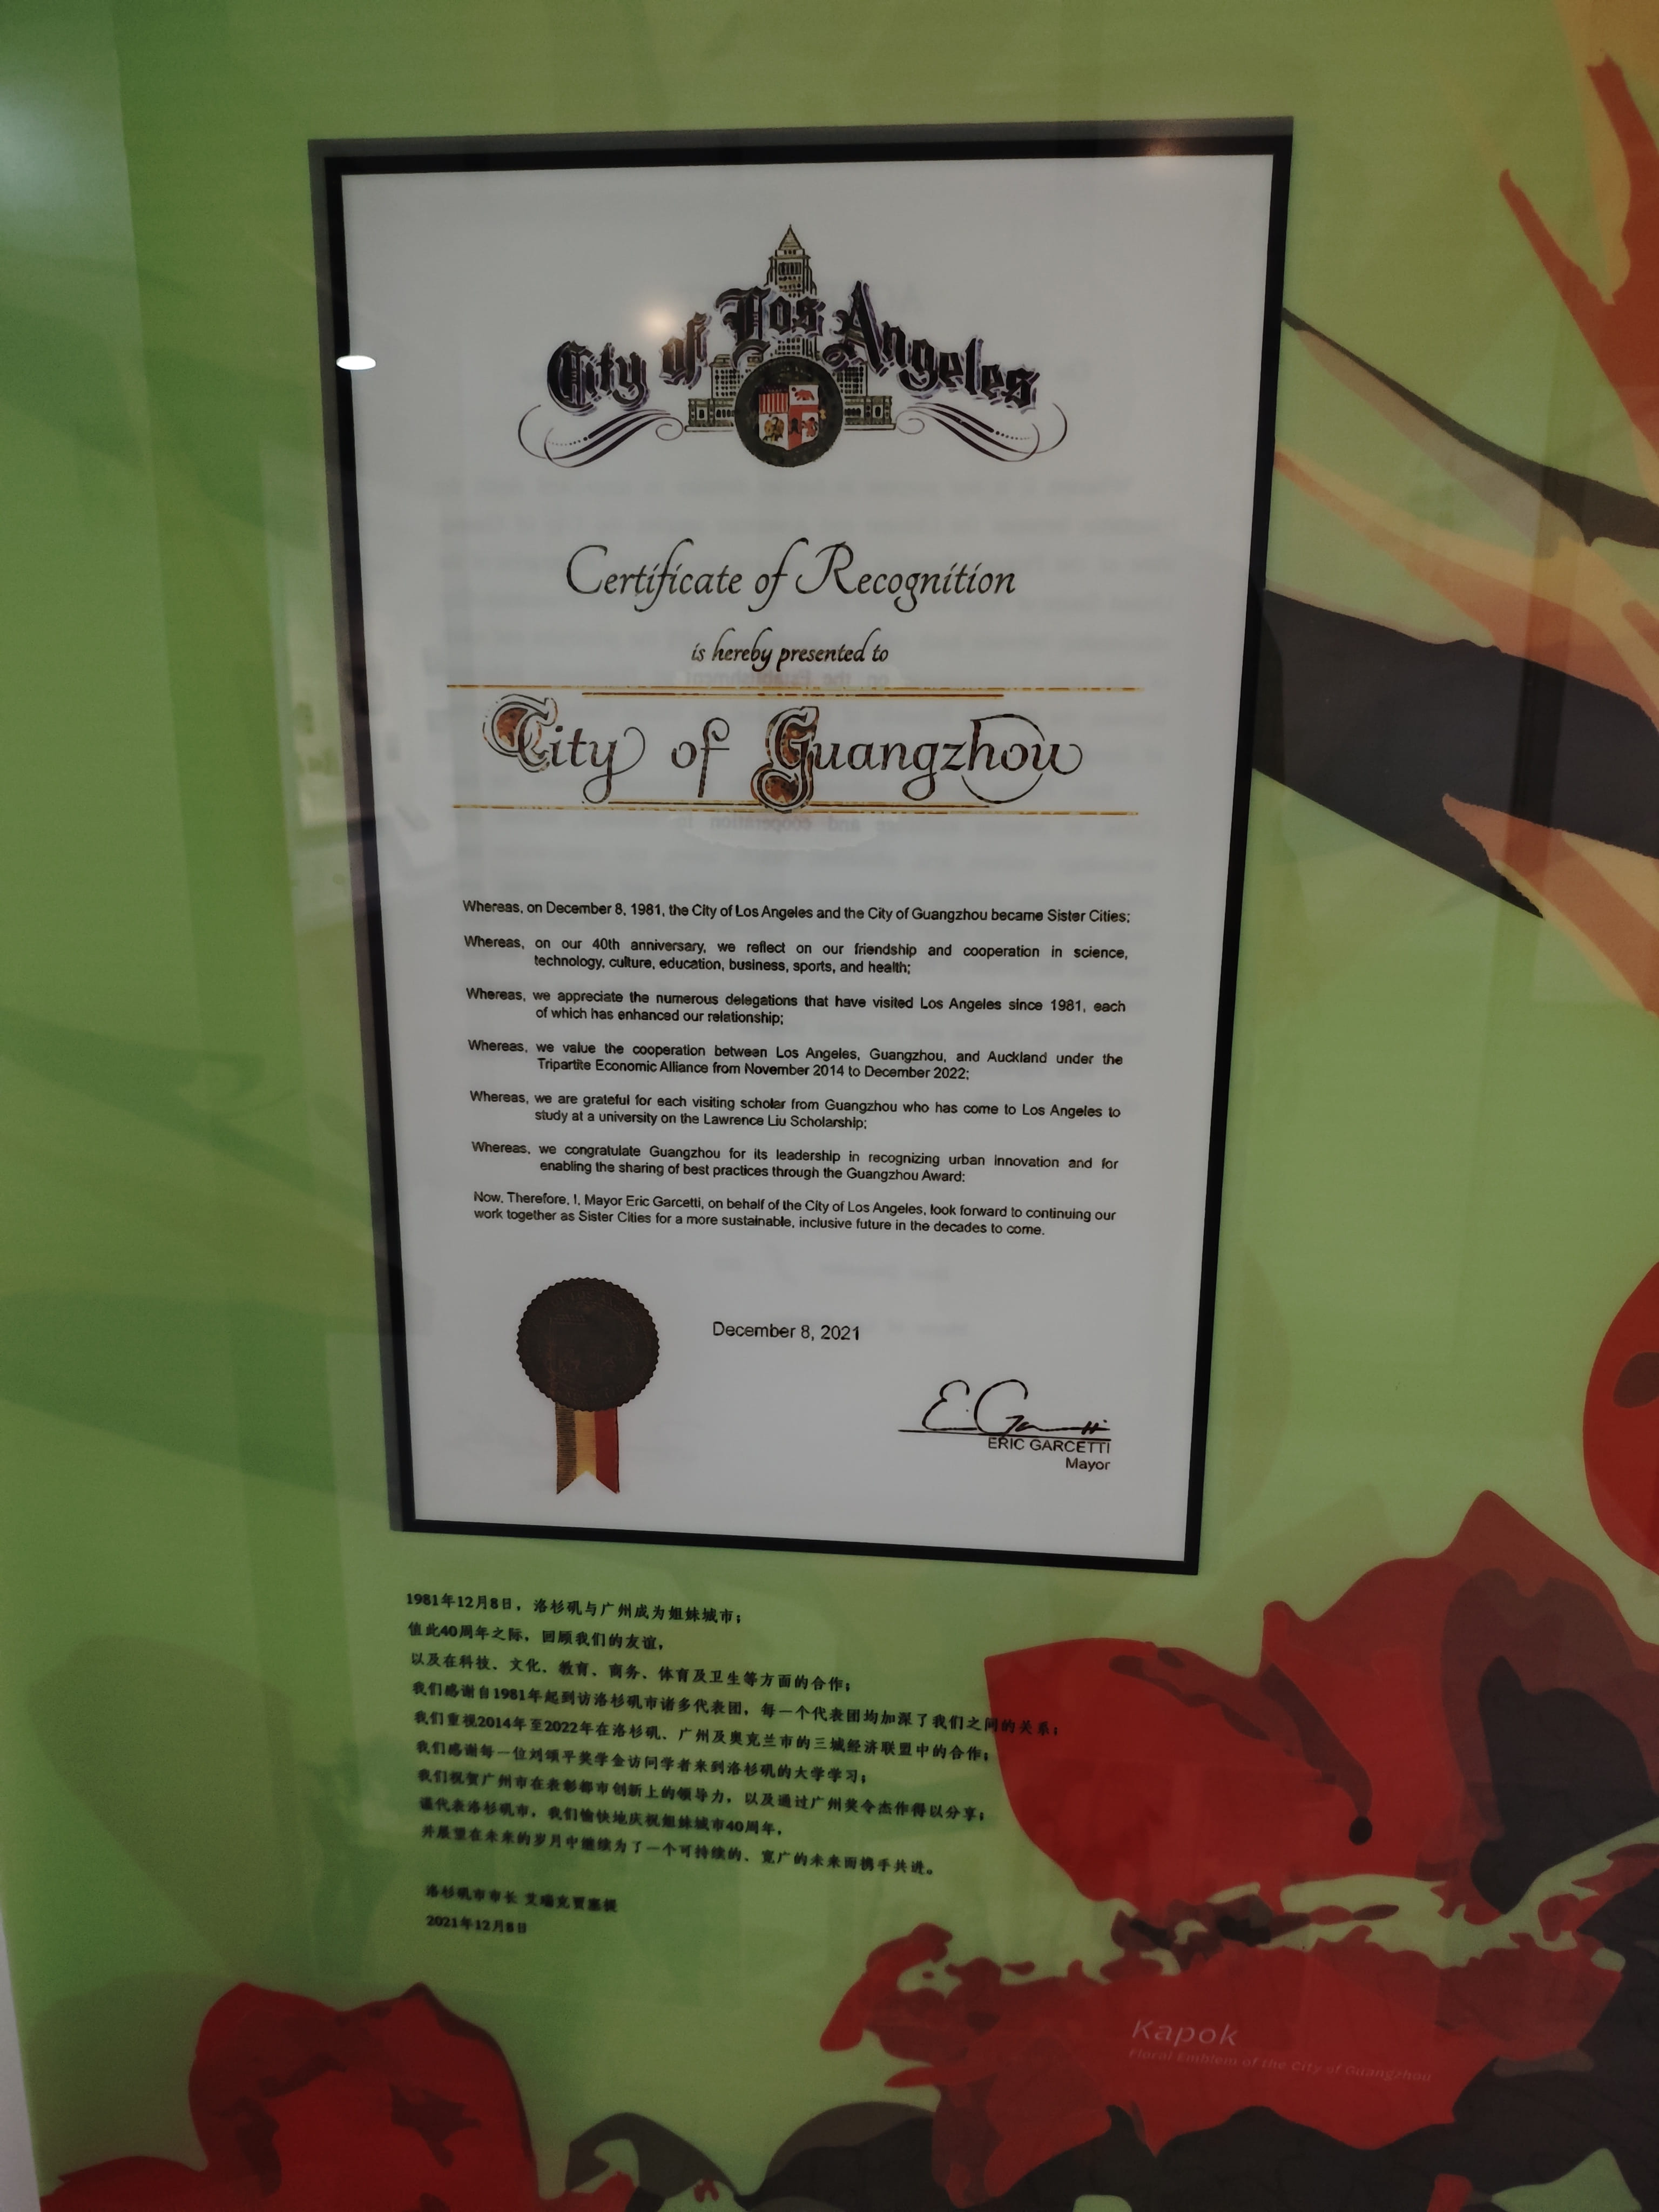 City of Los Angeles
Certificate of Recognition
is hereby presented to
City of Guangzhou
Whereas, on December 8, 1981, the City of Los Angeles and the City of Guangzhou became Sister Cities;
Whereas, on our 40th anniversary, we reflect on our friendship and cooperation in science,
technology, culture, education, business, sports, and health;
Whereas, we appreciate the numerous delegations that have visited Los Angeles since 1981, each
of which has enhanced our relationship;
Whereas, we value the cooperation between Los Angeles, Guangzhou, and Auckland under the
Tripartite Economic Alliance from November 2014 to December 2022;
Whereas, we are grateful for each visiting scholar from Guangzhou who has come to Los Angeles to
study at a university on the Lawrence Liu Scholarship;
Whereas, we congratulate Guangzhou for its leadership in recognizing urban innovation and for
enabling the sharing of best practices through the Guangzhou Award;
Now, Therefore, I, Mayor Eric Garcetti, on behalf of the City of Los Angeles, look forward to continuing our
work together as Sister Cities for a more sustainable, inclusive future in the decades to come.
December 8, 2021
ERIC GARCETTI
Mayor
1981年12月8日，洛杉矶与广州成为姐妹城市；
值此40周年之际，回顾我们的友谊，
以及在科技、文化、教育、商务、体育及卫生等方面的合作；
我们感谢自1981年起到访洛杉矶市诸多代表团，每一个代表团均加深了我们之间的关系；
我们重视2014年至2022年在洛杉矶、广州及奥克兰市的三城经济联盟中的合作；
我们感谢每一位刘颂平奖学金访问学者来到洛杉矶的大学学习；
我们祝贺广州市在表彰都市创新上的领导力，以及通过广州奖令杰作得以分享；
谨代表洛杉矶市，我们愉快地庆祝姐妹城市40周年，
并展望在未来的岁月中继续为了一个可持续的、宽广的未来而携手共进。
洛杉矶市市长 艾瑞克贾塞提
2021年12月8日
Kapok
Floral Emblem of the City of Guangzhou